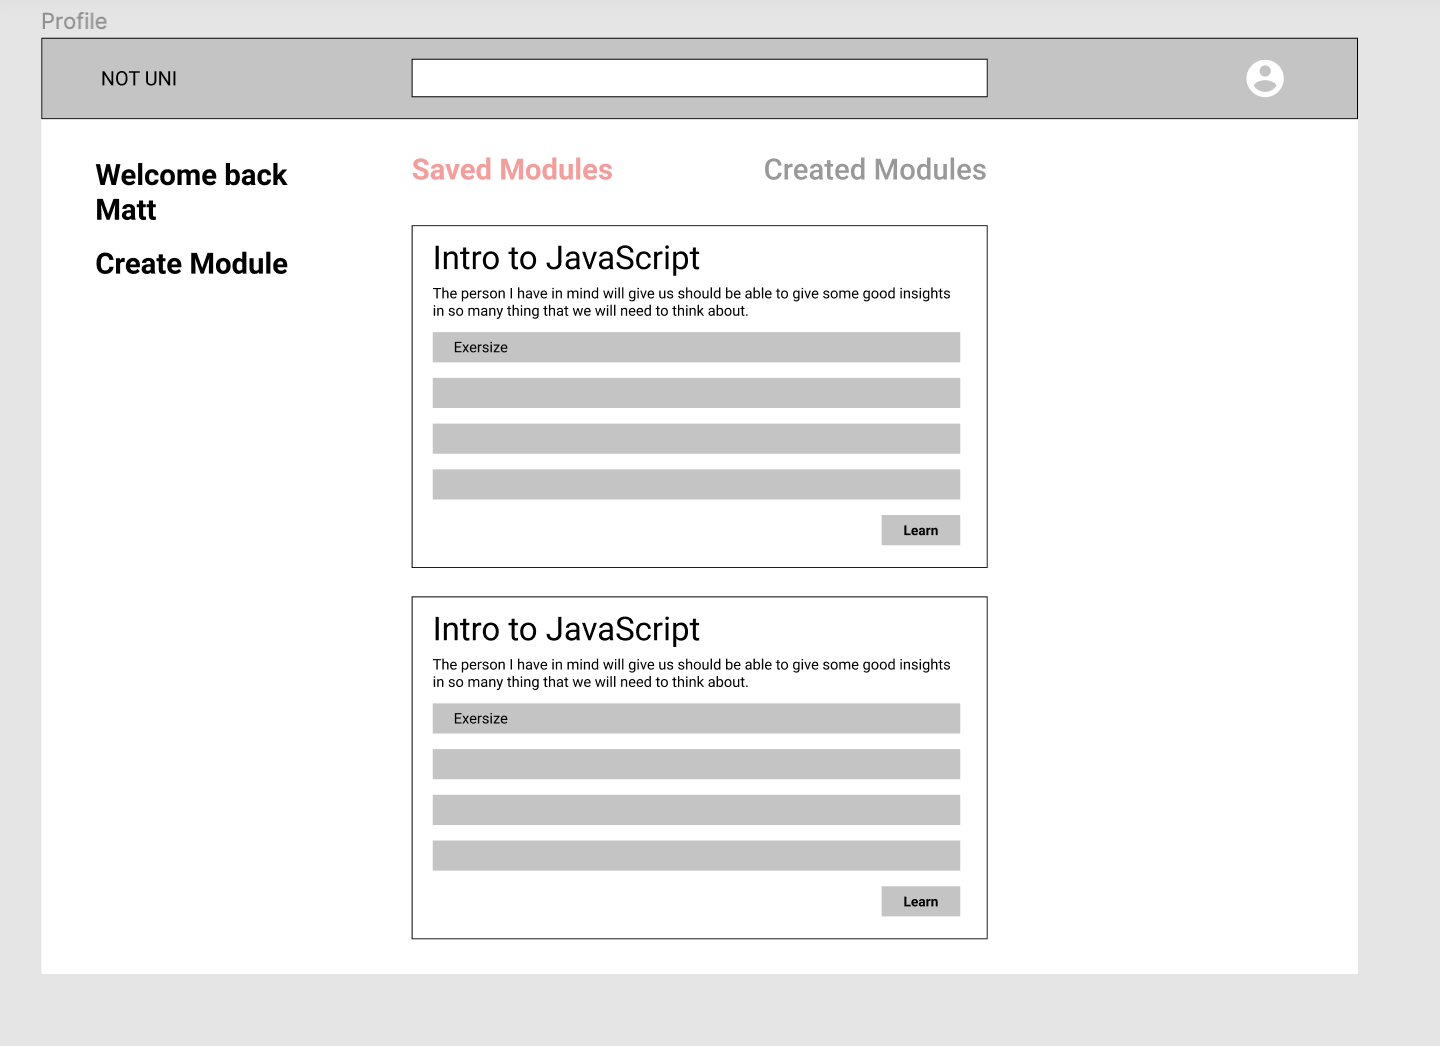 Profile
NOT UNI
Welcome back
Matt
Create Module
Saved Modules
Created Modules
Intro to JavaScript
The person I have in mind will give us should be able to give some good insights
in so many thing that we will need to think about.
Exersize
Learn
Intro to JavaScript
The person I have in mind will give us should be able to give some good insights
in so many thing that we will need to think about.
Exersize
Learn